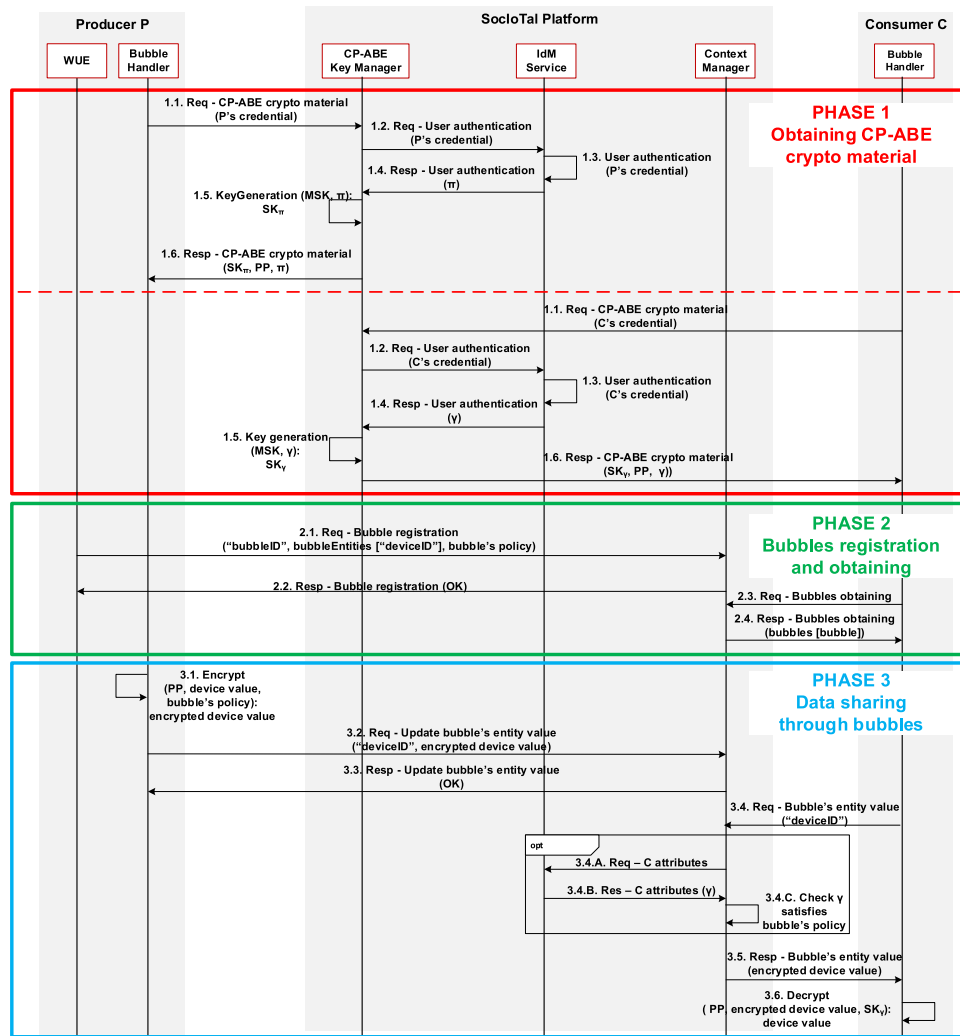 Producer P
SocIoTal Platform
Consumer C
WUE
Bubble
Handler
CP-ABE
Key Manager
IdM
Service
Context
Manager
Bubble
Handler
PHASE 1
Obtaining CP-ABE
crypto material
1.1. Req - CP-ABE crypto material
(P's credential)
1.2. Req - User authentication
(P's credential)
1.3. User authentication
(P's credential)
1.4. Resp - User authentication
(π)
1.5. KeyGeneration (MSK, π):
SKπ
1.6. Resp - CP-ABE crypto material
(SKπ, PP, π)
1.1. Req - CP-ABE crypto material
(C's credential)
1.2. Req - User authentication
(C's credential)
1.3. User authentication
(C's credential)
1.4. Resp - User authentication
(γ)
1.5. Key generation
(MSK, γ):
SKγ
1.6. Resp - CP-ABE crypto material
(SKγ, PP, γ))
PHASE 2
Bubbles registration
and obtaining
2.1. Req - Bubble registration
(“bubbleID”, bubbleEntities [“deviceID”], bubble's policy)
2.2. Resp - Bubble registration (OK)
2.3. Req - Bubbles obtaining
2.4. Resp - Bubbles obtaining
(bubbles [bubble])
PHASE 3
Data sharing
through bubbles
3.1. Encrypt
(PP, device value,
bubble's policy):
encrypted device value
3.2. Req - Update bubble's entity value
(“deviceID”, encrypted device value)
3.3. Resp - Update bubble's entity value
(OK)
3.4. Req - Bubble's entity value
(“deviceID”)
opt
3.4.A. Req – C attributes
3.4.B. Res – C attributes (γ)
3.4.C. Check γ
satisfies
bubble's policy
3.5. Resp - Bubble's entity value
(encrypted device value)
3.6. Decrypt
( PP, encrypted device value, SKγ):
device value